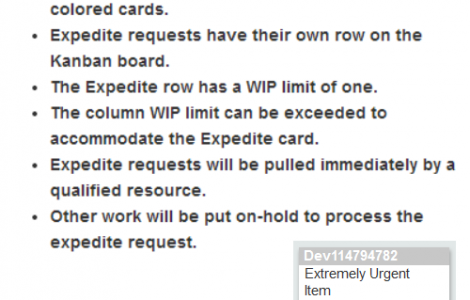 colored cards.
• Expedite requests have their own row on the
Kanban board.
• The Expedite row has a WIP limit of one.
• The column WIP limit can be exceeded to
accommodate the Expedite card.
• Expedite requests will be pulled immediately by a
qualified resource.
• Other work will be put on-hold to process the
expedite request.
Dev114794782
Extremely Urgent
Item